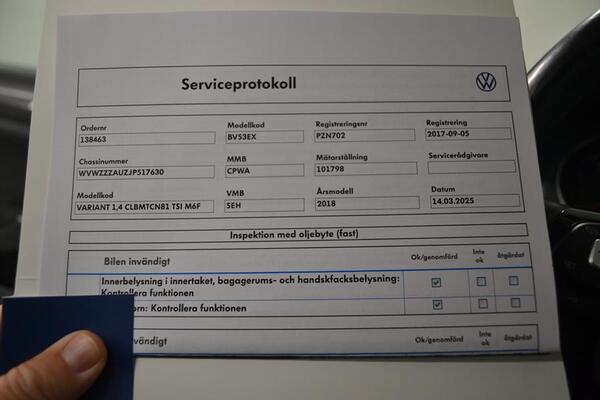 Serviceprotokoll
Ordernr Modellkod Registreringsnr Registrering
138463 BV53EX PZN702 2017-09-05
Chassinummer MMB Mätarställning Servicerådgivare
WVWZZZAUZJP517630 CPWA 101798
Modellkod VMB Årsmodell Datum
VARIANT 1,4 CLBMTCN81 TSI M6F SEH 2018 14.03.2025
Inspektion med oljebyte (fast)
Bilen invändigt Ok/genomförd Inte ok åtgärdat
Innerbelysning i innertaket, bagagerums- och handskfacksbelysning:
Kontrollera funktionen
orn: Kontrollera funktionen
nvändigt Ok/genomförd Inte ok åtgärdat